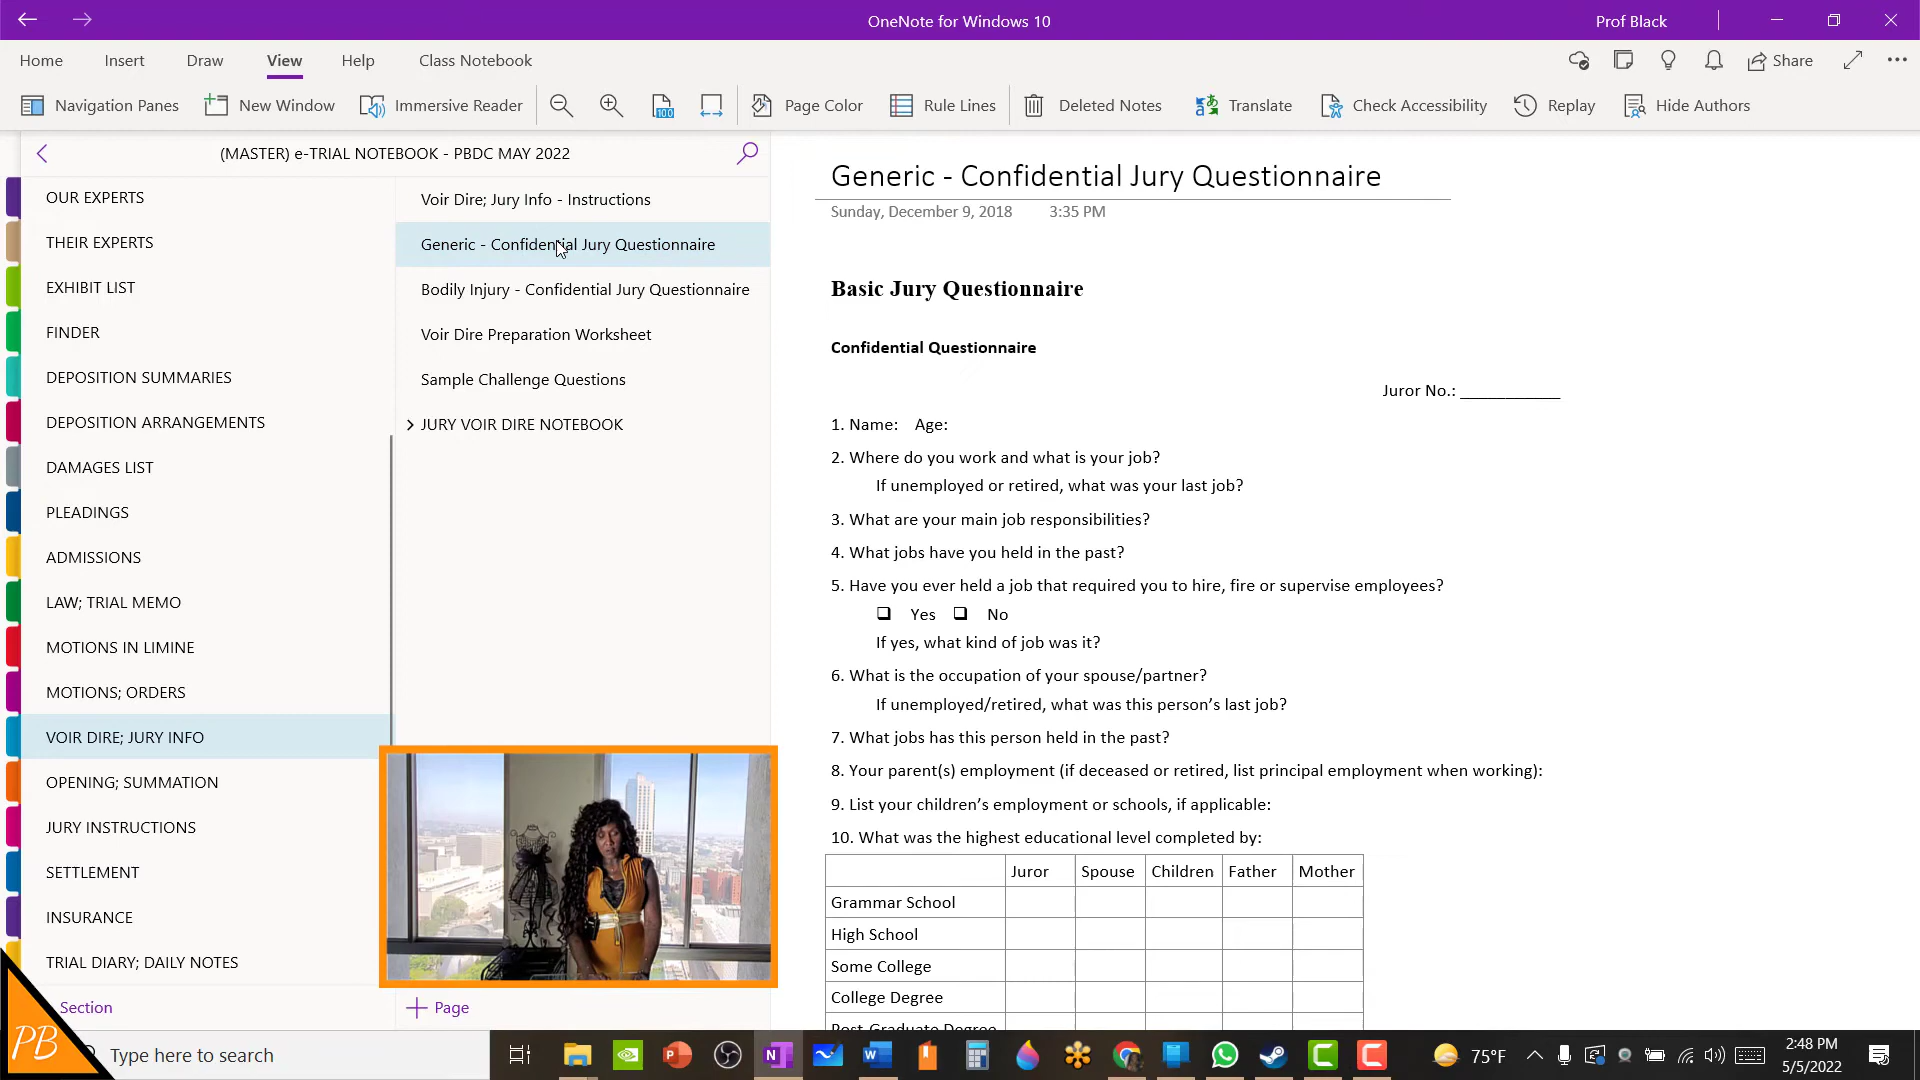 OneNote for Windows 10
Prof Black
Home
Insert
Draw
View
Help
Class Notebook
Share
Navigation Panes
New Window
Immersive Reader
100
Page Color
Rule Lines
Deleted Notes
Translate
Check Accessibility
Replay
Hide Authors
(MASTER) e-TRIAL NOTEBOOK - PBDC MAY 2022
OUR EXPERTS
THEIR EXPERTS
EXHIBIT LIST
FINDER
DEPOSITION SUMMARIES
DEPOSITION ARRANGEMENTS
DAMAGES LIST
PLEADINGS
ADMISSIONS
LAW; TRIAL MEMO
MOTIONS IN LIMINE
MOTIONS; ORDERS
VOIR DIRE; JURY INFO
OPENING; SUMMATION
JURY INSTRUCTIONS
SETTLEMENT
INSURANCE
TRIAL DIARY; DAILY NOTES
Section
Voir Dire; Jury Info - Instructions
Generic - Confidential Jury Questionnaire
Bodily Injury - Confidential Jury Questionnaire
Voir Dire Preparation Worksheet
Sample Challenge Questions
JURY VOIR DIRE NOTEBOOK
Page
Generic - Confidential Jury Questionnaire
Sunday, December 9, 2018 3:35 PM
Basic Jury Questionnaire
Confidential Questionnaire
Juror No.: ____________
1. Name: Age:
2. Where do you work and what is your job?
If unemployed or retired, what was your last job?
3. What are your main job responsibilities?
4. What jobs have you held in the past?
5. Have you ever held a job that required you to hire, fire or supervise employees?
❑ Yes ❑ No
If yes, what kind of job was it?
6. What is the occupation of your spouse/partner?
If unemployed/retired, what was this person’s last job?
7. What jobs has this person held in the past?
8. Your parent(s) employment (if deceased or retired, list principal employment when working):
9. List your children’s employment or schools, if applicable:
10. What was the highest educational level completed by:
Juror Spouse Children Father Mother
Grammar School
High School
Some College
College Degree
Post-Graduate Degree
PB
Type here to search
75°F
2:48 PM
5/5/2022